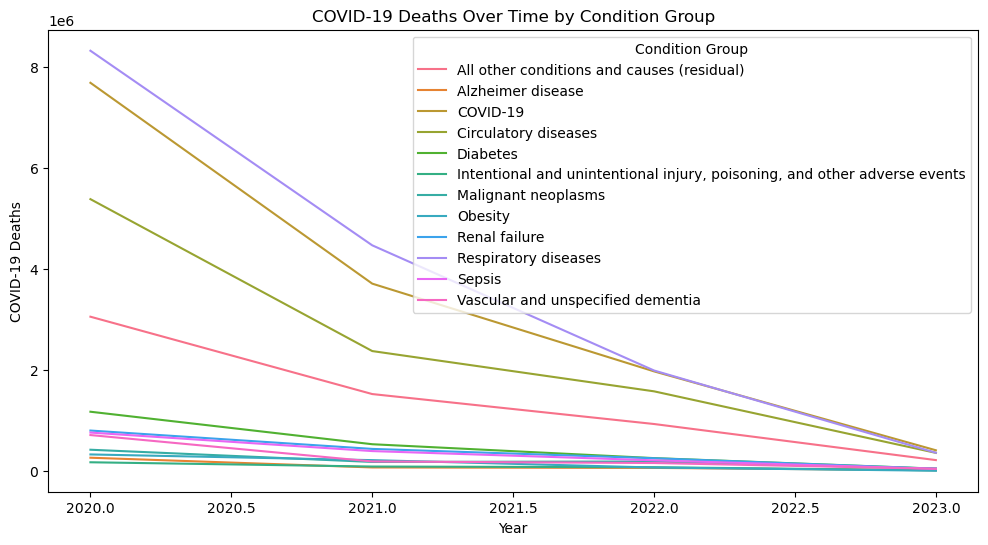 COVID-19 Deaths Over Time by Condition Group
1e6
8
6
4
2
0
COVID-19 Deaths
Condition Group
All other conditions and causes (residual)
Alzheimer disease
COVID-19
Circulatory diseases
Diabetes
Intentional and unintentional injury, poisoning, and other adverse events
Malignant neoplasms
Obesity
Renal failure
Respiratory diseases
Sepsis
Vascular and unspecified dementia
2020.0 2020.5 2021.0 2021.5 2022.0 2022.5 2023.0
Year